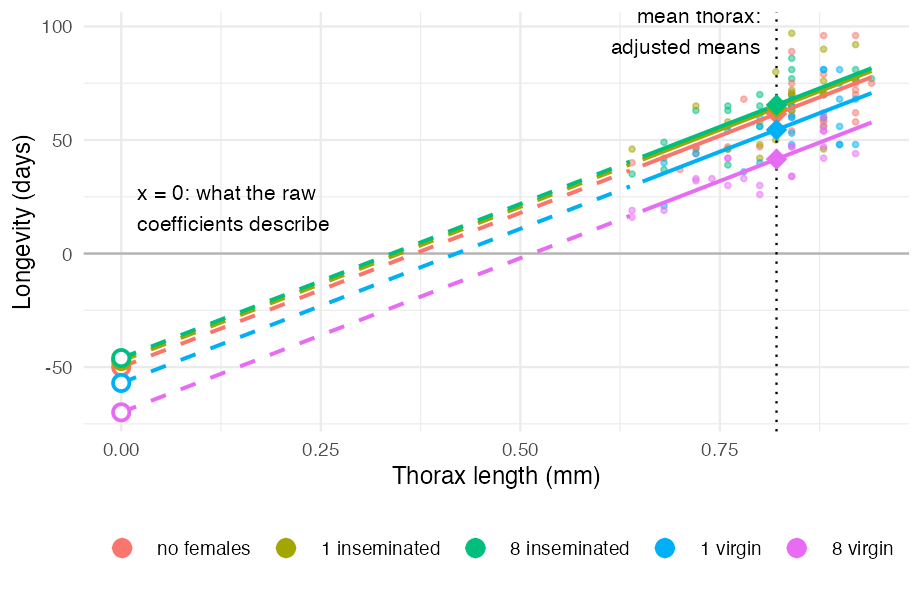 mean thorax:
adjusted means
100
50
0
-50
x = 0: what the raw
coefficients describe
Longevity (days)
0.00 0.25 0.50 0.75
Thorax length (mm)
no females 1 inseminated 8 inseminated 1 virgin 8 virgin